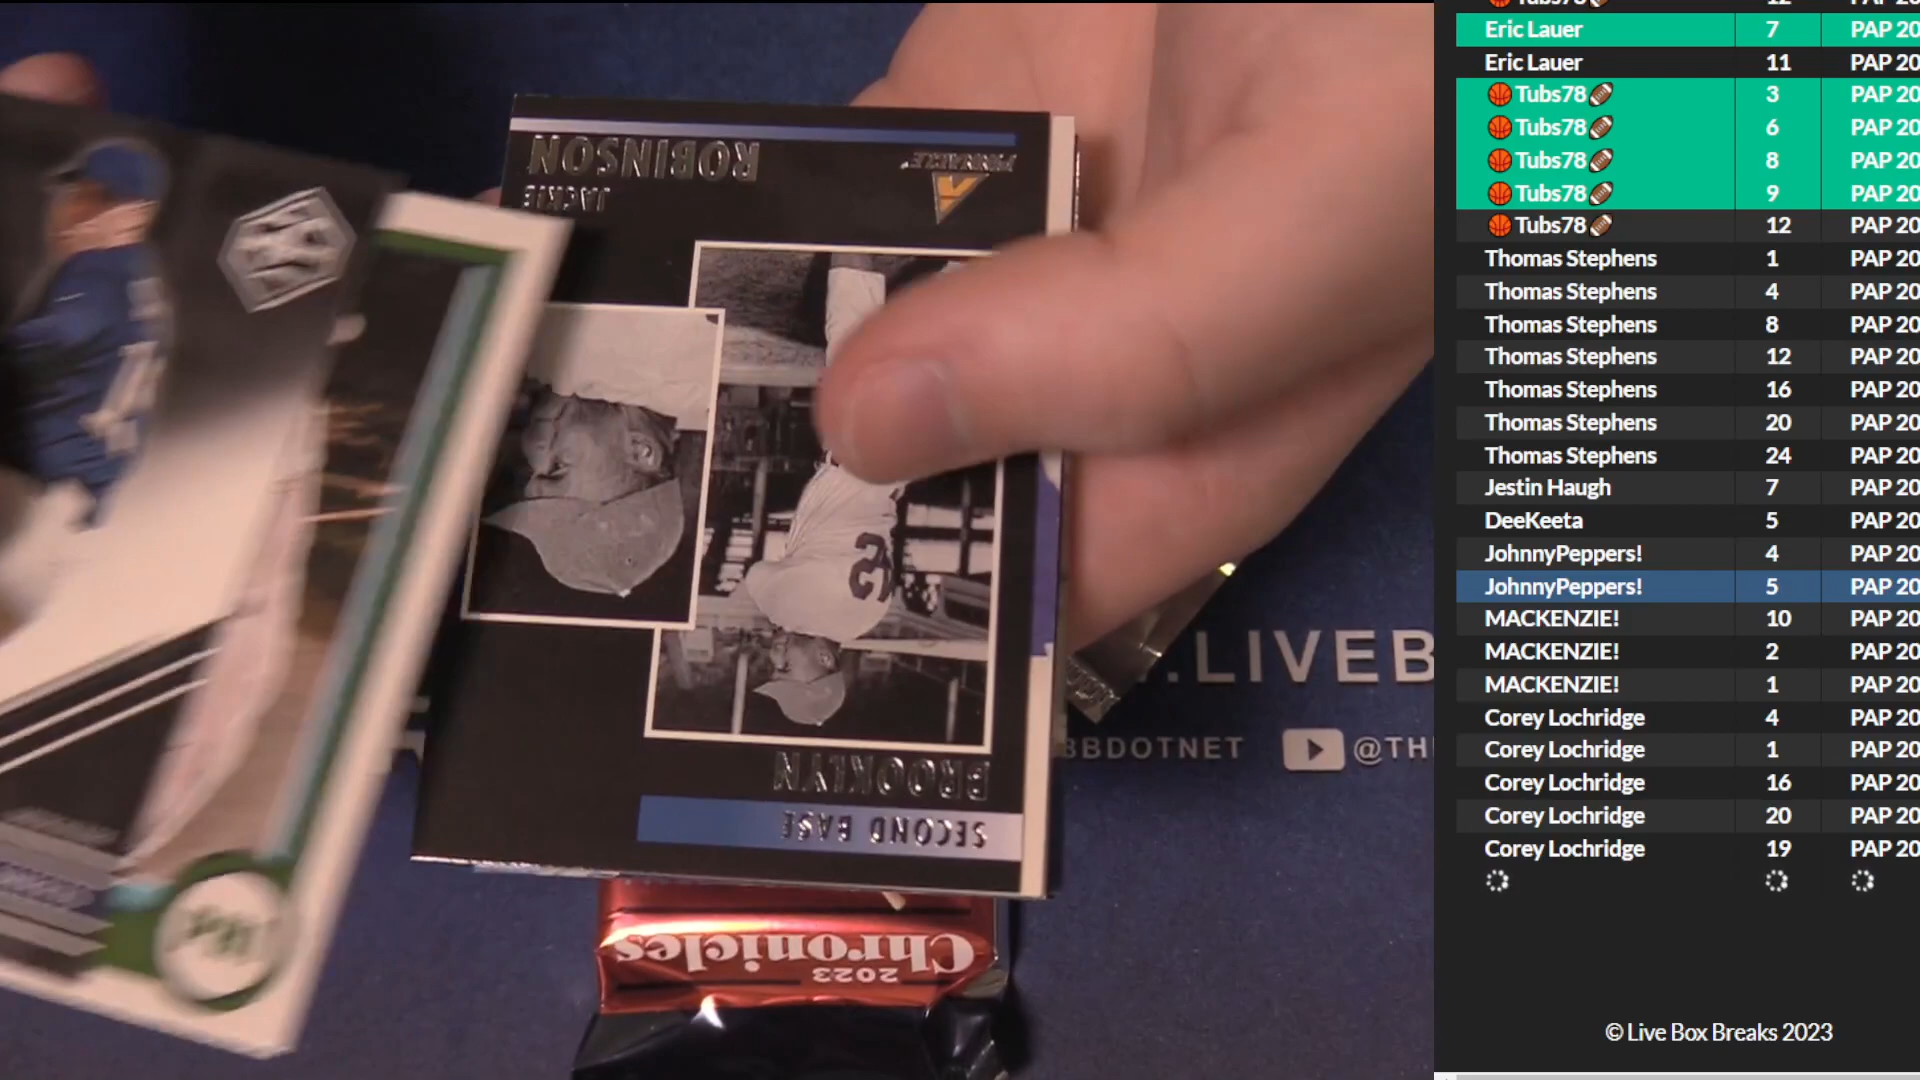 JACKIE
ROBINSON
PINNACLE
42
BROOKLYN
SECOND BASE
2023
Chronicles
.LIVEB
BBDOTNET
@TH
Tubs78 12 PAP 20
Eric Lauer 7 PAP 20
Eric Lauer 11 PAP 20
Tubs78 3 PAP 20
Tubs78 6 PAP 20
Tubs78 8 PAP 20
Tubs78 9 PAP 20
Tubs78 12 PAP 20
Thomas Stephens 1 PAP 20
Thomas Stephens 4 PAP 20
Thomas Stephens 8 PAP 20
Thomas Stephens 12 PAP 20
Thomas Stephens 16 PAP 20
Thomas Stephens 20 PAP 20
Thomas Stephens 24 PAP 20
Jestin Haugh 7 PAP 20
DeeKeeta 5 PAP 20
JohnnyPeppers! 4 PAP 20
JohnnyPeppers! 5 PAP 20
MACKENZIE! 10 PAP 20
MACKENZIE! 2 PAP 20
MACKENZIE! 1 PAP 20
Corey Lochridge 4 PAP 20
Corey Lochridge 1 PAP 20
Corey Lochridge 16 PAP 20
Corey Lochridge 20 PAP 20
Corey Lochridge 19 PAP 20
© Live Box Breaks 2023